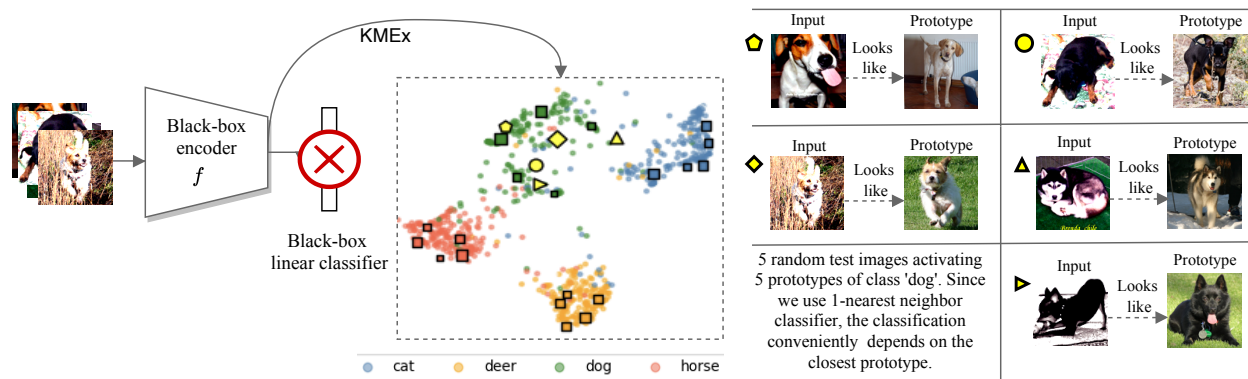 KMEx
Black-box
encoder
f
Black-box
linear classifier
cat
deer
dog
horse
Input
Prototype
Looks
like
Input
Prototype
Looks
like
Input
Prototype
Looks
like
Input
Prototype
Looks
like
Brenda chile
5 random test images activating
5 prototypes of class 'dog'. Since
we use 1-nearest neighbor
classifier, the classification
conveniently depends on the
closest prototype.
Input
Prototype
Looks
like